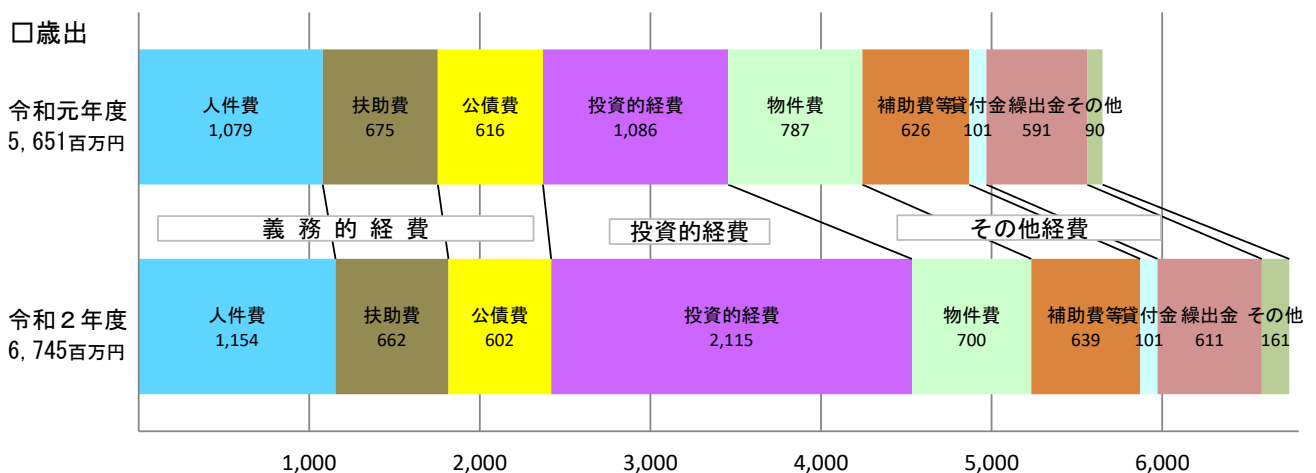 □歳出
令和元年度
5,651百万円
人件費
1,079
扶助費
675
公債費
616
投資的経費
1,086
物件費
787
補助費等
626
貸付金
101
繰出金
591
その他
90
義務的経費
投資的経費
その他経費
令和２年度
6,745百万円
人件費
1,154
扶助費
662
公債費
602
投資的経費
2,115
物件費
700
補助費等
639
貸付金
101
繰出金
611
その他
161
1,000
2,000
3,000
4,000
5,000
6,000